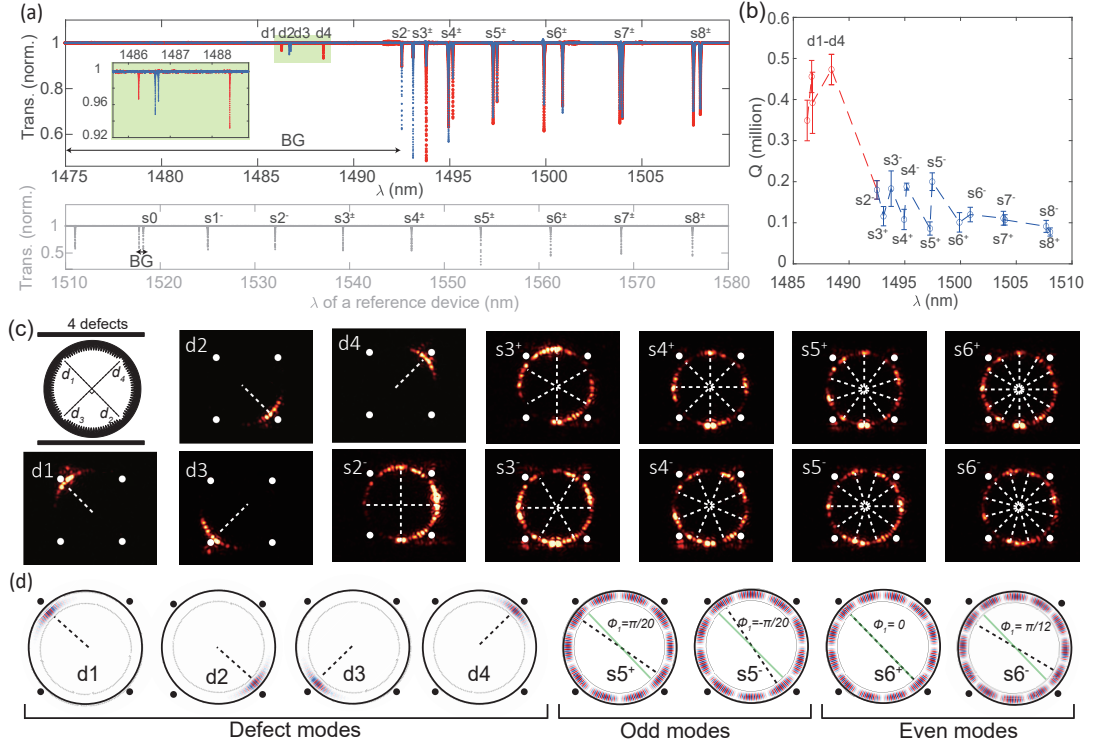 (a)
d1 d2 d3 d4
s2⁻ s3± s4± s5± s6± s7± s8±
1486 1487 1488
1
0.96
0.92
1
0.8
0.6
Trans. (norm.)
BG
1475 1480 1485 1490 1495 1500 1505
λ (nm)
s0 s1⁻ s2⁻ s3± s4± s5± s6± s7± s8±
1
0.5
Trans. (norm.)
BG
1510 1520 1530 1540 1550 1560 1570 1580
λ of a reference device (nm)
(b)
d1-d4
0.6
0.5
0.4
0.3
0.2
0.1
0
Q (million)
s2⁻
s3⁻
s4⁻
s5⁻
s6⁻
s7⁻
s8⁻
s3⁺ s4⁺ s5⁺ s6⁺ s7⁺ s8⁺
1485 1490 1495 1500 1505 1510
λ (nm)
(c)
4 defects
d₁
d₄
d₃
d₂
d2
d4
s3⁺
s4⁺
s5⁺
s6⁺
d1
d3
s2⁻
s3⁻
s4⁻
s5⁻
s6⁻
(d)
d1
d2
d3
d4
Φ₁=π/20
s5⁺
Φ₁=-π/20
s5⁻
Φ₁= 0
s6⁺
Φ₁= π/12
s6⁻
Defect modes
Odd modes
Even modes